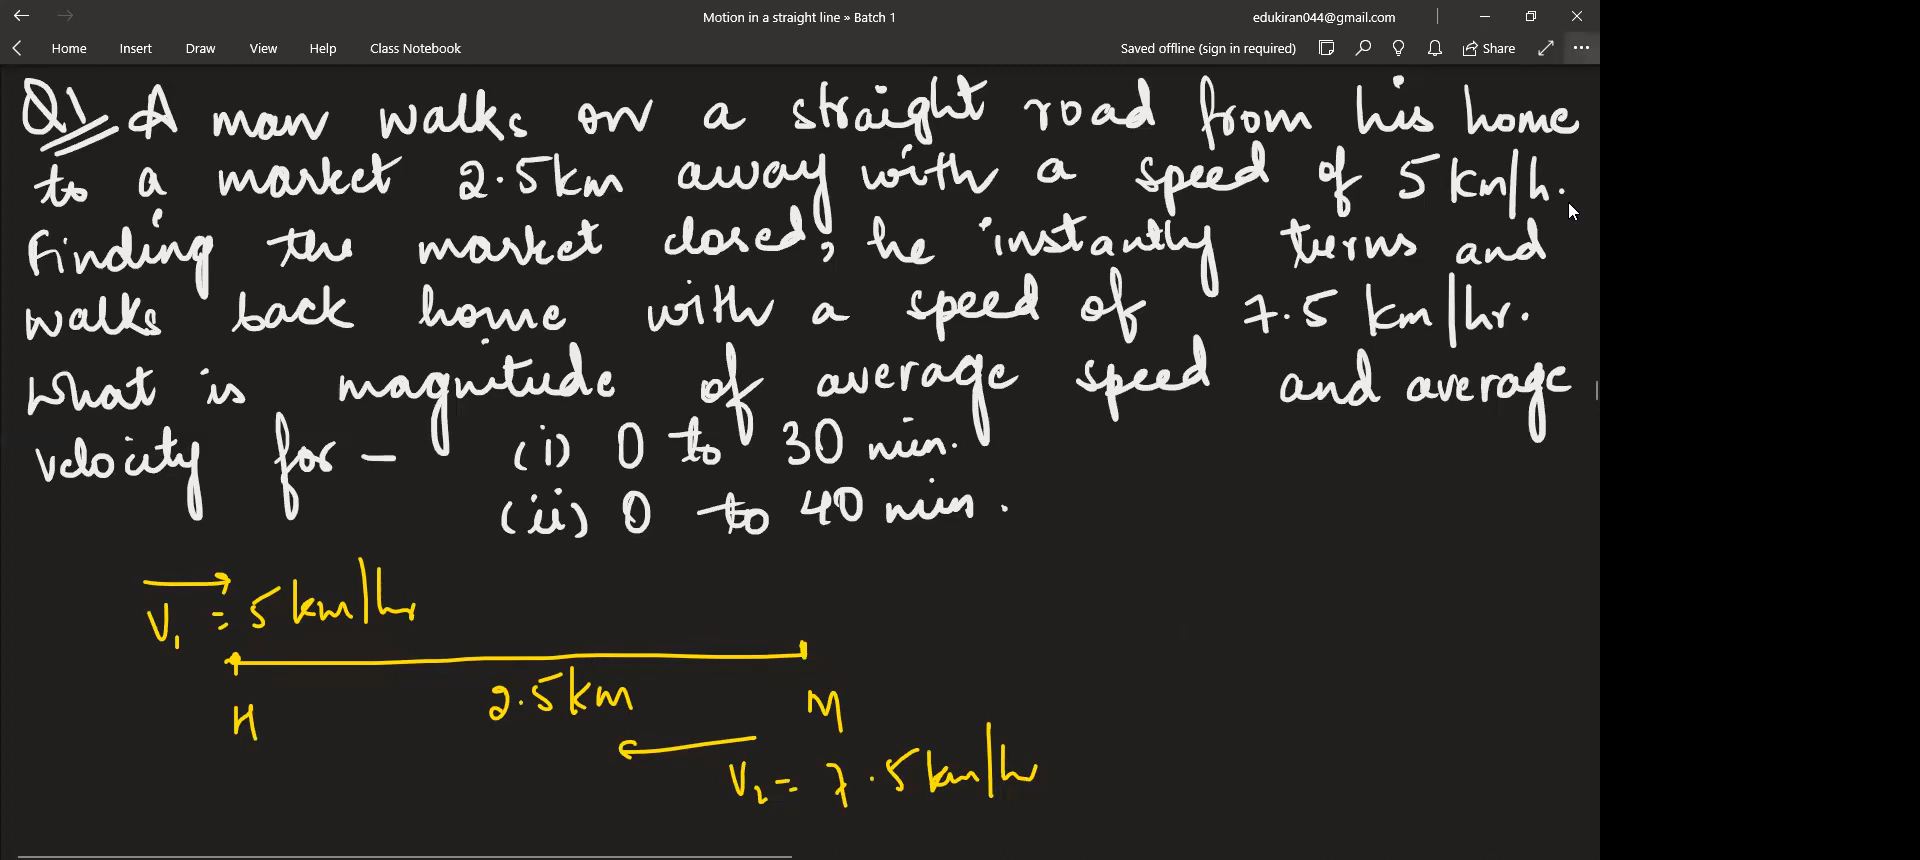 Motion in a straight line » Batch 1
edukiran044@gmail.com
Home Insert Draw View Help Class Notebook
Saved offline (sign in required) Share
Q1 A man walks on a straight road from his home
to a market 2.5km away with a speed of 5 km/h.
Finding the market closed, he instantly turns and
walks back home with a speed of 7.5 km/hr.
What is magnitude of average speed and average
velocity for - (i) 0 to 30 min.
(ii) 0 to 40 min.
V₁ = 5 km/hr
2.5km
H M
V₂ = 7.5 km/hr